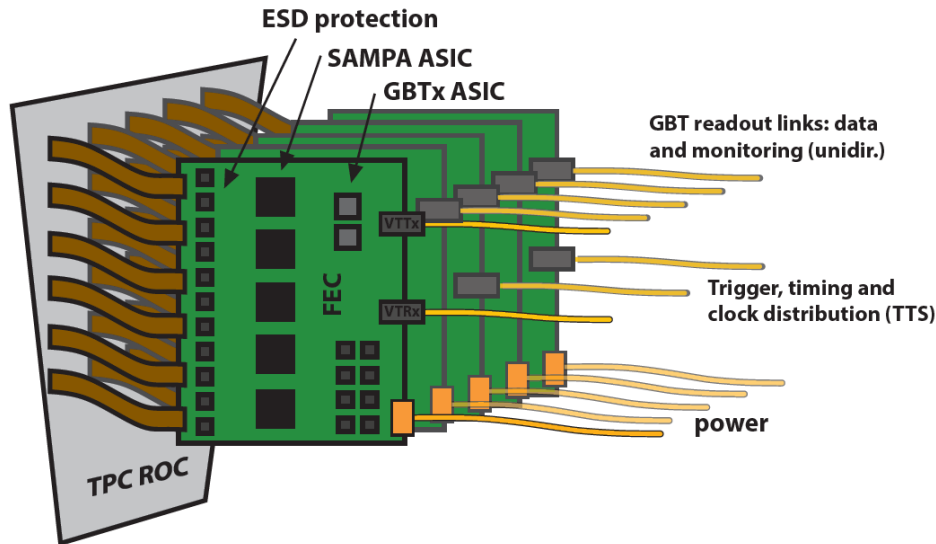 ESD protection
SAMPA ASIC
GBTx ASIC
GBT readout links: data
and monitoring (unidir.)
VTTx
FEC
VTRx
Trigger, timing and
clock distribution (TTS)
power
TPC ROC